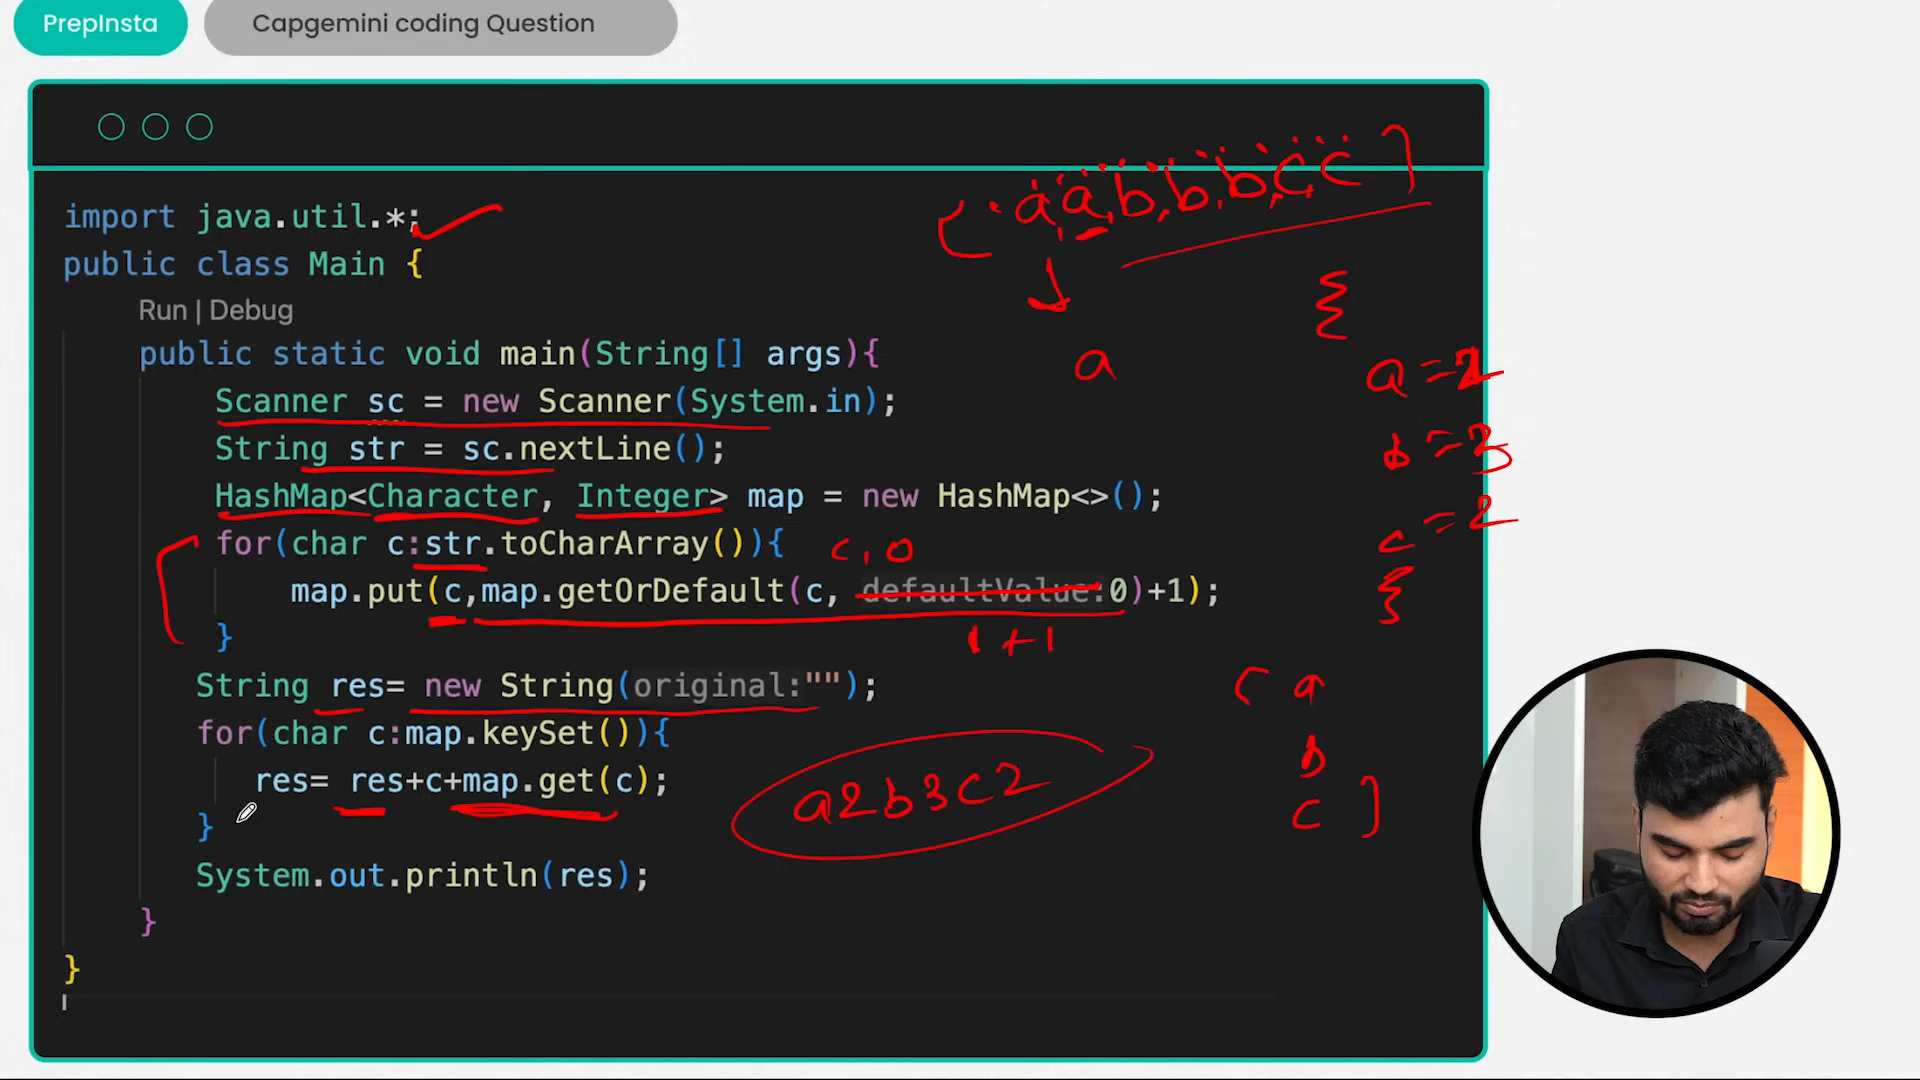 PrepInsta
Capgemini coding Question
[a,a,b,b,b,c,c]
import java.util.*;
public class Main {
{
Run | Debug
public static void main(String[] args){
a
a=2
Scanner sc = new Scanner(System.in);
String str = sc.nextLine();
b=3
HashMap<Character, Integer> map = new HashMap<>();
c=2
for(char c:str.toCharArray()){
c,0
map.put(c,map.getOrDefault(c, defaultValue:0)+1);
}
}
1+1
String res= new String(original:"");
[a
for(char c:map.keySet()){
b
res= res+c+map.get(c);
a2b3c2
c]
}
System.out.println(res);
}
}